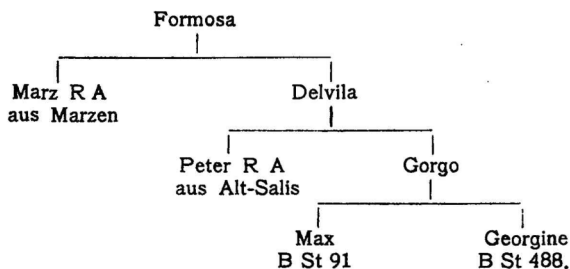 Formosa
Marz R A Delvila
aus Marzen
Peter R A Gorgo
aus Alt-Salis
Max Georgine
B St 91 B St 488.